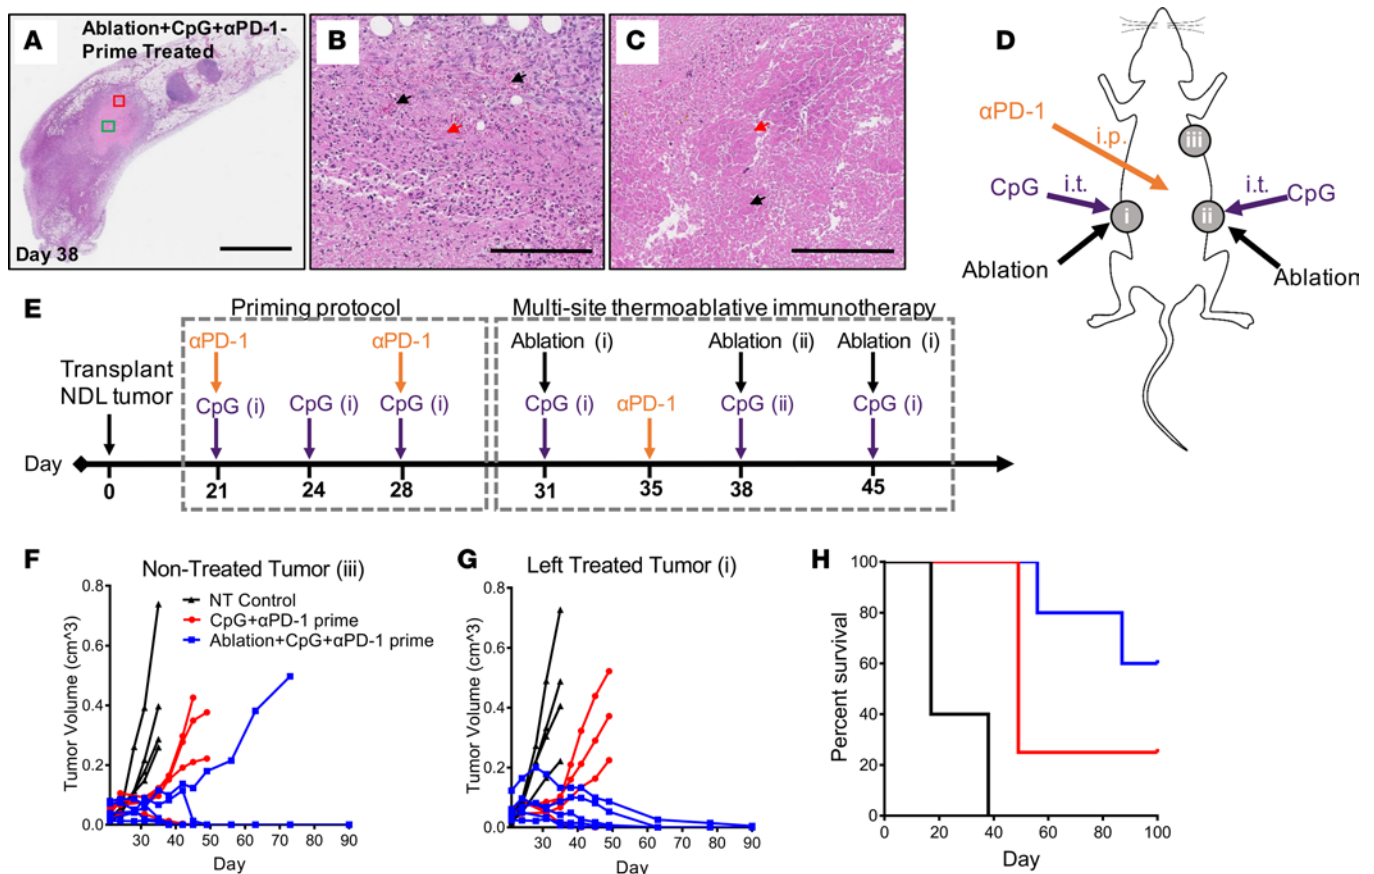 A
Ablation+CpG+αPD-1-
Prime Treated
Day 38
B
C
D
αPD-1
i.p.
iii
CpG
i.t.
i.t.
CpG
i
ii
Ablation
Ablation
E
Priming protocol
Multi-site thermoablative immunotherapy
αPD-1
αPD-1
Ablation (i)
Ablation (ii)
Ablation (i)
Transplant
NDL tumor
CpG (i)
CpG (i)
CpG (i)
CpG (i)
αPD-1
CpG (ii)
CpG (i)
Day
0
21
24
28
31
35
38
45
F
Non-Treated Tumor (iii)
NT Control
CpG+αPD-1 prime
Ablation+CpG+αPD-1 prime
Tumor Volume (cm^3)
0.8
0.6
0.4
0.2
0.0
30 40 50 60 70 80 90
Day
G
Left Treated Tumor (i)
Tumor Volume (cm^3)
0.8
0.6
0.4
0.2
0.0
30 40 50 60 70 80 90
Day
H
Percent survival
100
80
60
40
20
0
0 20 40 60 80 100
Day